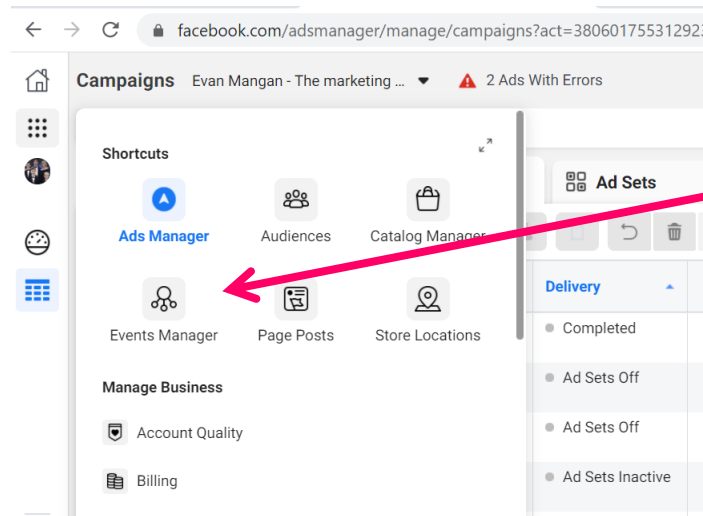 facebook.com/adsmanager/manage/campaigns?act=38060175531292
Campaigns Evan Mangan - The marketing ... 2 Ads With Errors
Shortcuts
Ad Sets
Ads Manager Audiences Catalog Manager
Delivery
Events Manager Page Posts Store Locations
Completed
Manage Business
Ad Sets Off
Account Quality
Ad Sets Off
Billing
Ad Sets Inactive